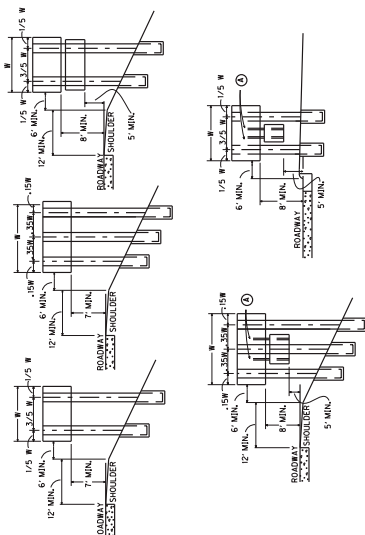 W
1/5 W
3/5 W
1/5 W
6' MIN.
12' MIN.
8' MIN.
5' MIN.
ROADWAY
SHOULDER
W
.15W
.35W
.35W
.15W
6' MIN.
12' MIN.
7' MIN.
ROADWAY
SHOULDER
W
1/5 W
3/5 W
1/5 W
6' MIN.
12' MIN.
7' MIN.
OADWAY
SHOULDER
A
W
1/5 W
3/5 W
1/5 W
6' MIN.
8' MIN.
5' MIN.
ROADWAY
A
W
.15W
.35W
.35W
.15W
6' MIN.
12' MIN.
8' MIN.
5' MIN.
ROADWAY
SHOULDER